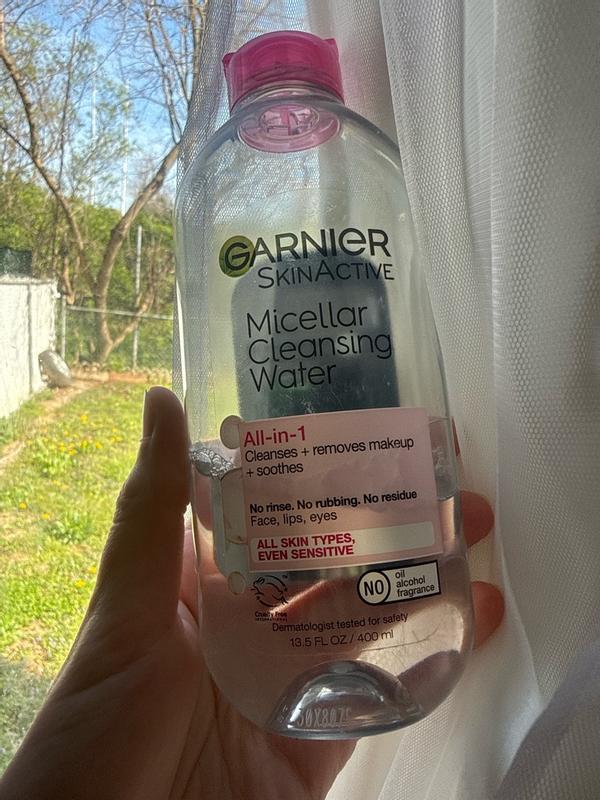 GARNIER
SKINACTIVE
Micellar
Cleansing
Water
All-in-1
Cleanses + removes makeup
+ soothes
No rinse. No rubbing. No residue
Face, lips, eyes
ALL SKIN TYPES,
EVEN SENSITIVE
NO
oil
alcohol
fragrance
Cruelty Free
INTERNATIONAL
Dermatologist tested for safety
13.5 FL OZ / 400 ml